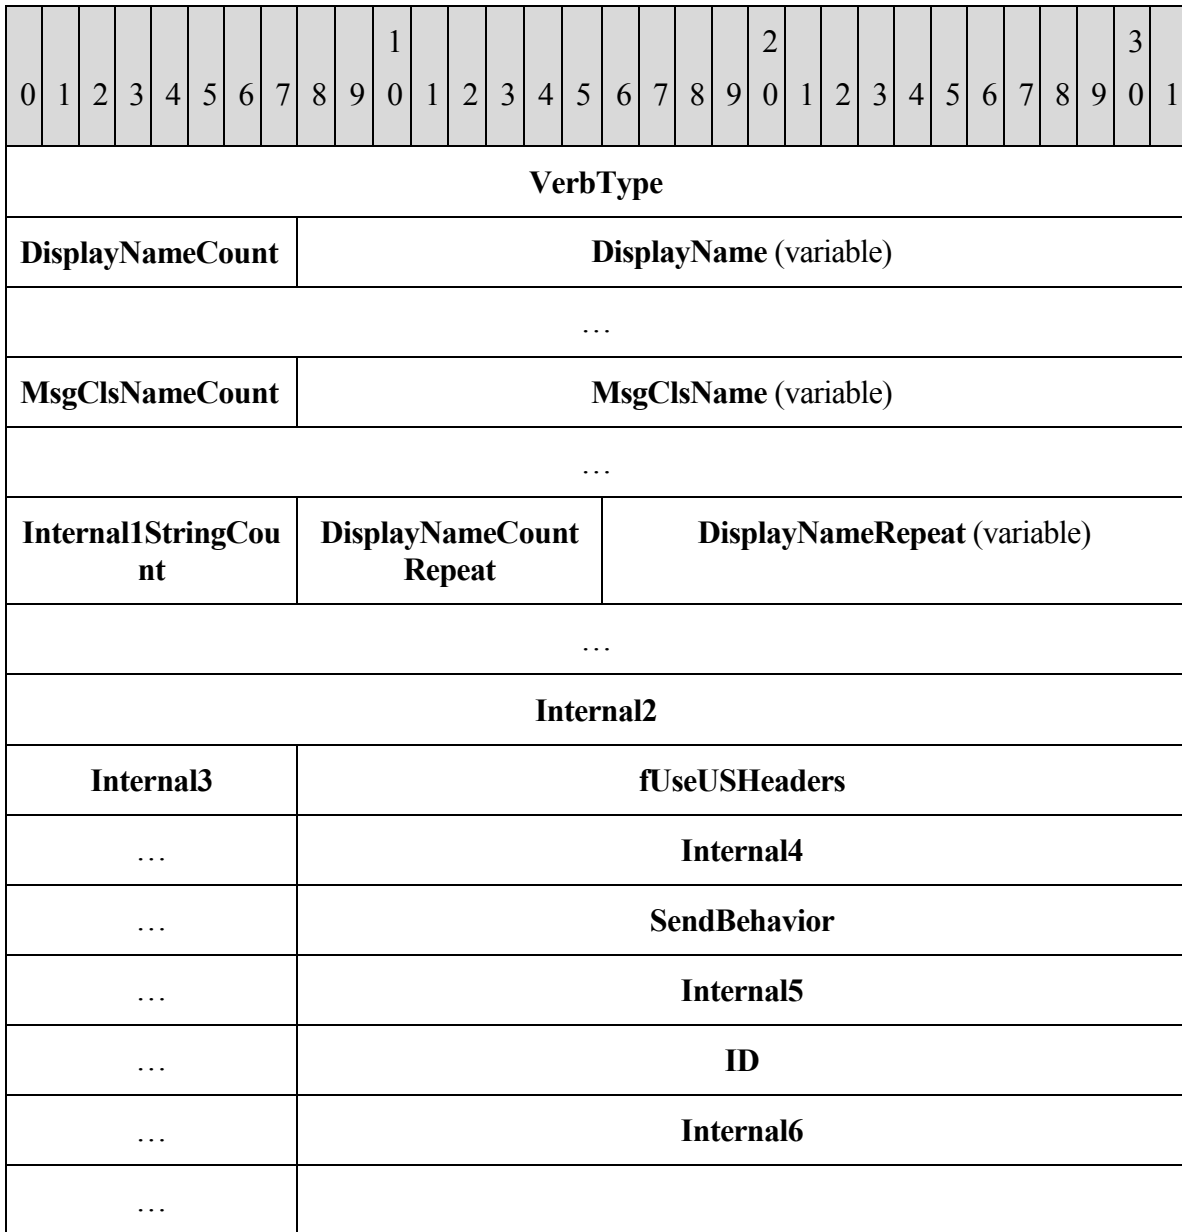 1 2 3
0 1 2 3 4 5 6 7 8 9 0 1 2 3 4 5 6 7 8 9 0 1 2 3 4 5 6 7 8 9 0 1
VerbType
DisplayNameCount DisplayName (variable)
…
MsgClsNameCount MsgClsName (variable)
…
Internal1StringCou DisplayNameCount DisplayNameRepeat (variable)
nt Repeat
…
Internal2
Internal3 fUseUSHeaders
… Internal4
… SendBehavior
… Internal5
… ID
… Internal6
…